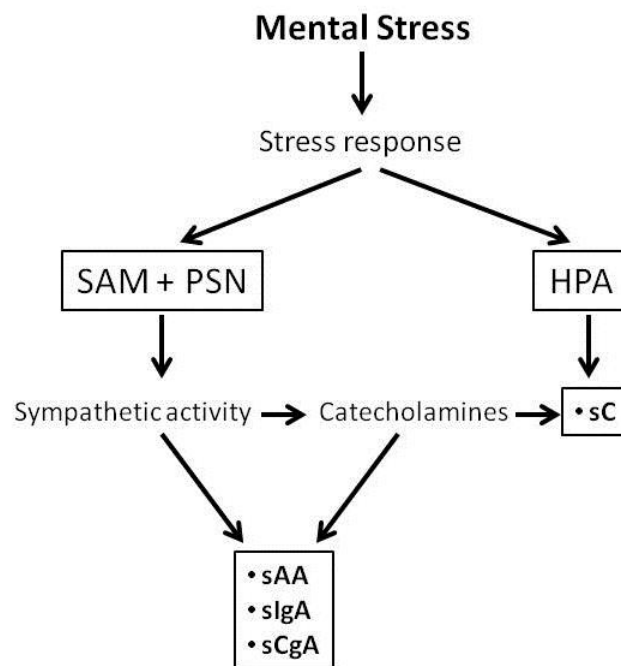 Mental Stress
Stress response
SAM + PSN
HPA
Sympathetic activity
Catecholamines
• sC
• sAA
• sIgA
• sCgA